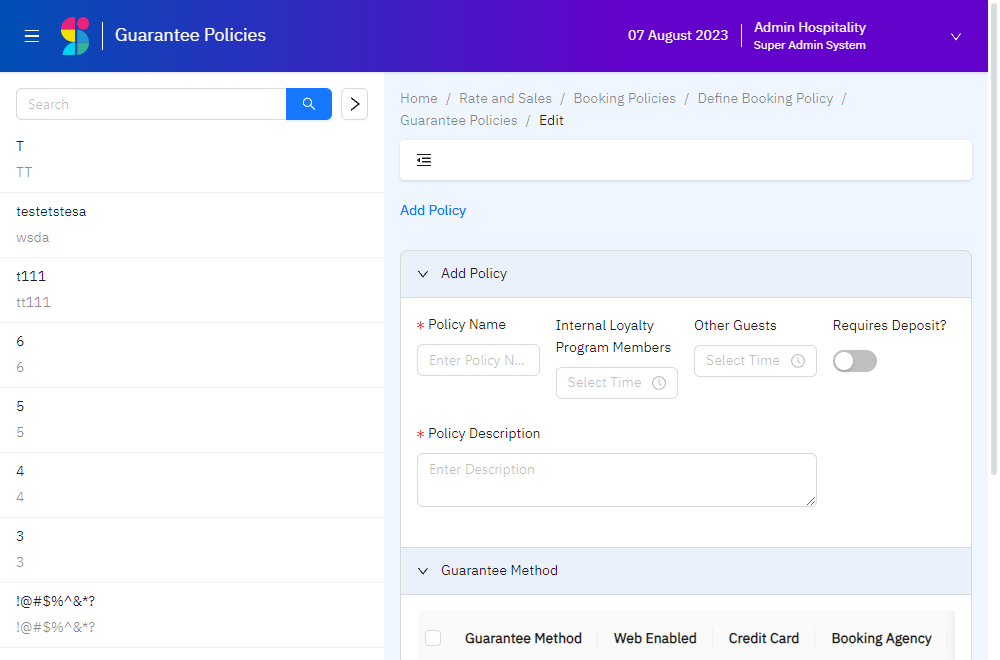 Guarantee Policies
07 August 2023
Admin Hospitality
Super Admin System
Search
T
TT
testetstesa
wsda
t111
tt111
6
6
5
5
4
4
3
3
!@#$%^&*?
!@#$%^&*?
Home / Rate and Sales / Booking Policies / Define Booking Policy /
Guarantee Policies / Edit
Add Policy
Add Policy
* Policy Name
Enter Policy N...
Internal Loyalty
Program Members
Select Time
Other Guests
Select Time
Requires Deposit?
* Policy Description
Enter Description
Guarantee Method
Guarantee Method Web Enabled Credit Card Booking Agency